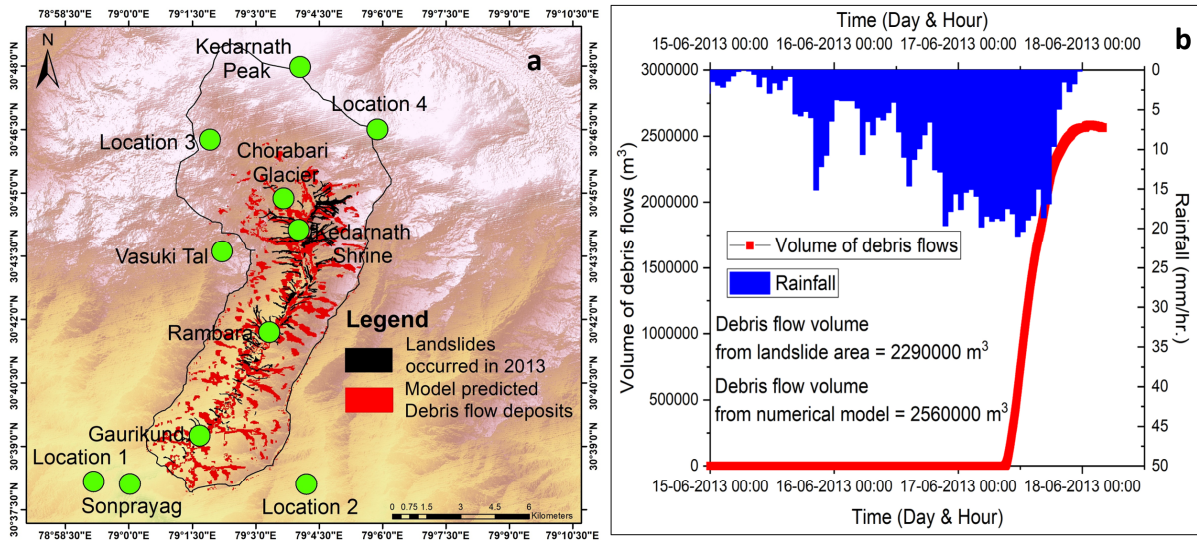 78°58'30"E 79°0'0"E 79°1'30"E 79°3'0"E 79°4'30"E 79°6'0"E 79°7'30"E 79°9'0"E 79°10'30"E
N
a
Kedarnath
Peak
Location 4
Location 3
Chorabari
Glacier
Kedarnath
Shrine
Vasuki Tal
Rambara
Legend
Landslides
occurred in 2013
Model predicted
Debris flow deposits
Gaurikund
Location 1
Sonprayag
Location 2
0 0.75 1.5 3 4.5 6
Kilometers
30°48'0"N
30°46'30"N
30°45'0"N
30°43'30"N
30°42'0"N
30°40'30"N
30°39'0"N
30°37'30"N
30°48'0"N
30°46'30"N
30°45'0"N
30°43'30"N
30°42'0"N
30°40'30"N
30°39'0"N
30°37'30"N
78°58'30"E 79°0'0"E 79°1'30"E 79°3'0"E 79°4'30"E 79°6'0"E 79°7'30"E 79°9'0"E 79°10'30"E
Time (Day & Hour)
b
15-06-2013 00:00 16-06-2013 00:00 17-06-2013 00:00 18-06-2013 00:00
3000000
2500000
2000000
1500000
1000000
500000
0
Volume of debris flows (m³)
Volume of debris flows
Rainfall
Debris flow volume
from landslide area = 2290000 m³
Debris flow volume
from numerical model = 2560000 m³
0
5
10
15
20
25
30
35
40
45
50
Rainfall (mm/hr.)
15-06-2013 00:00 16-06-2013 00:00 17-06-2013 00:00 18-06-2013 00:00
Time (Day & Hour)